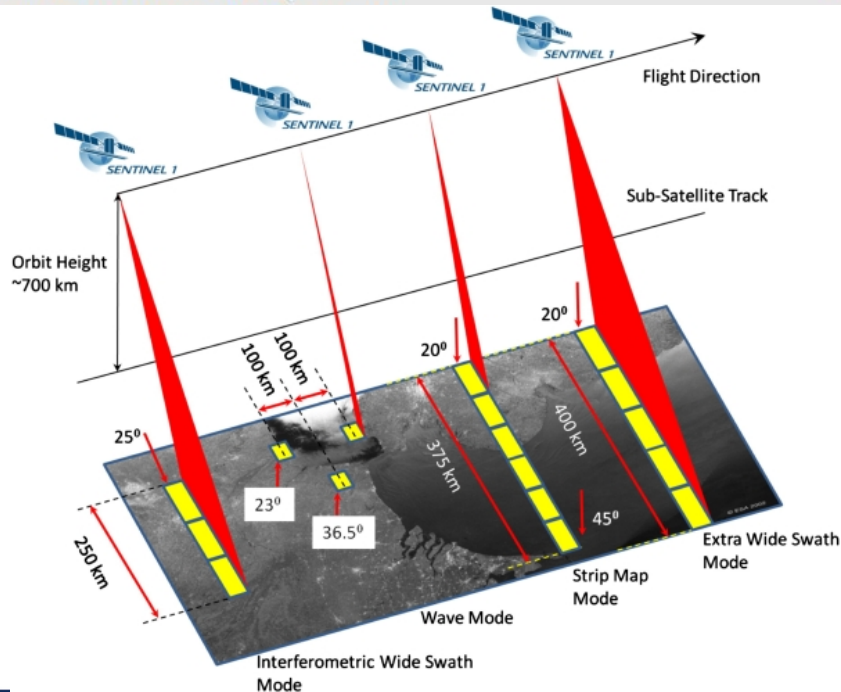 SENTINEL 1
SENTINEL 1
SENTINEL 1
SENTINEL 1
Flight Direction
Sub-Satellite Track
Orbit Height
~700 km
100 km
100 km
20⁰
20⁰
25⁰
375 km
400 km
23⁰
36.5⁰
45⁰
250 km
© ESA 2004
Extra Wide Swath
Mode
Strip Map
Mode
Wave Mode
Interferometric Wide Swath
Mode